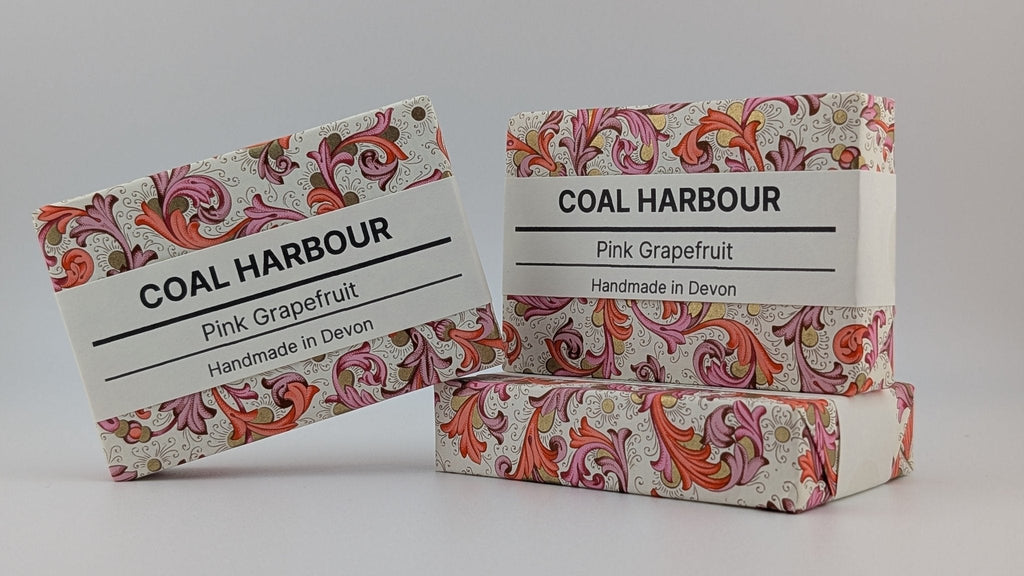 COAL HARBOUR
Pink Grapefruit
Handmade in Devon
COAL HARBOUR
Pink Grapefruit
Handmade in Devon